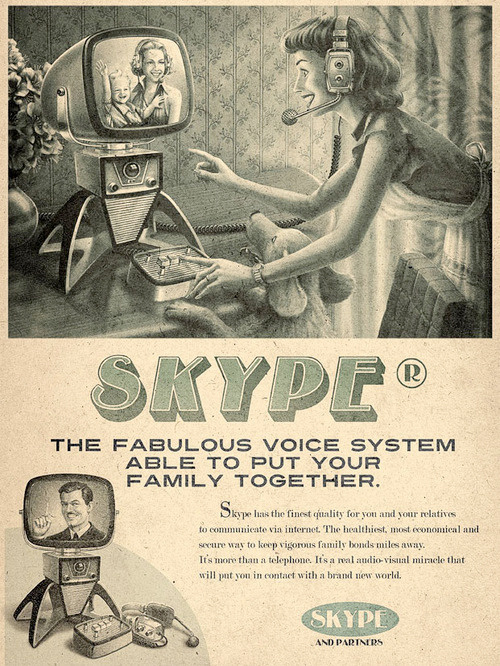 SKYPE®
THE FABULOUS VOICE SYSTEM
ABLE TO PUT YOUR
FAMILY TOGETHER.
Skype has the finest quality for you and your relatives
to communicate via internet. The healthiest, most economical and
secure way to keep vigorous family bonds miles away.
It's more than a telephone. It's a real audio-visual miracle that
will put you in contact with a brand new world.
SKYPE
AND PARTNERS